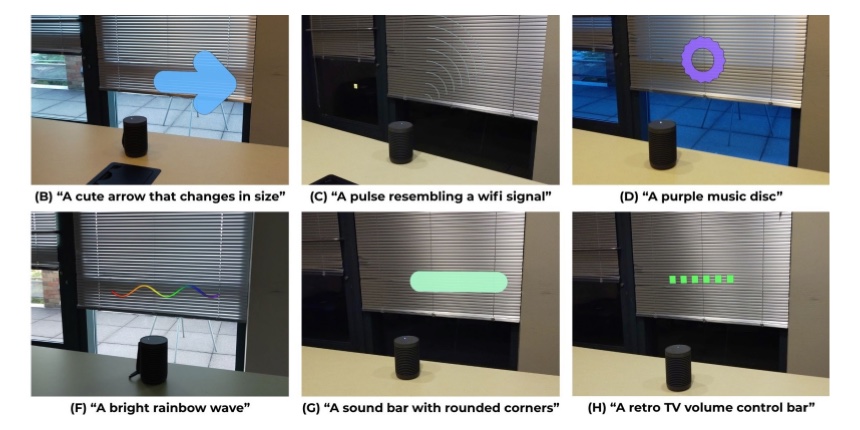 (B) “A cute arrow that changes in size”
(C) “A pulse resembling a wifi signal”
(D) “A purple music disc”
(F) “A bright rainbow wave”
(G) “A sound bar with rounded corners”
(H) “A retro TV volume control bar”